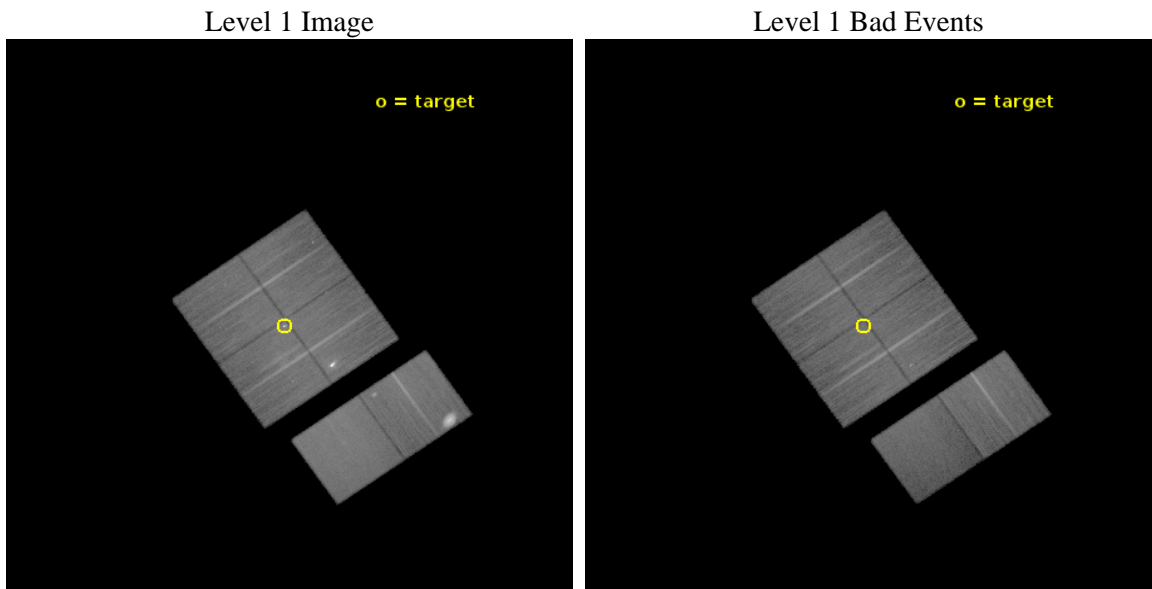 Level 1 Image
Level 1 Bad Events
o = target
o = target